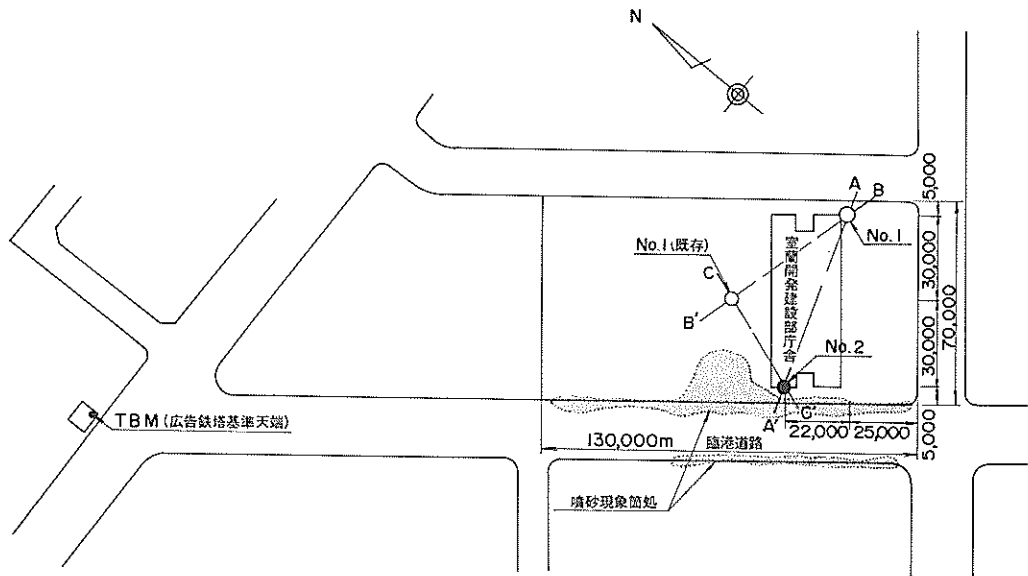 N
A
B
5,000
No.1
No.1(既存)
C
B'
室蘭開発建設部庁舎
30,000
70,000
30,000
No.2
TBM(広告鉄塔基準天端)
A'
C'
22,000
25,000
130,000m
臨港道路
5,000
噴砂現象箇処